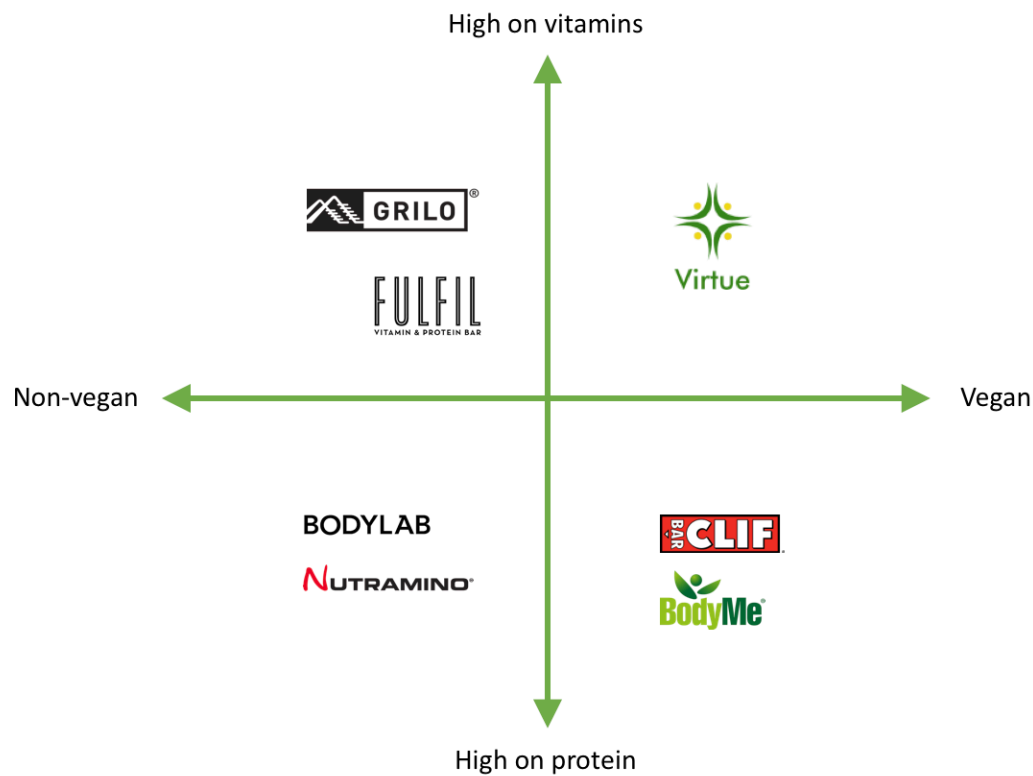 High on vitamins
GRILO®
Virtue
FULFIL
VITAMIN & PROTEIN BAR
Non-vegan
Vegan
BODYLAB
CLIF BAR
NUTRAMINO®
BodyMe®
High on protein